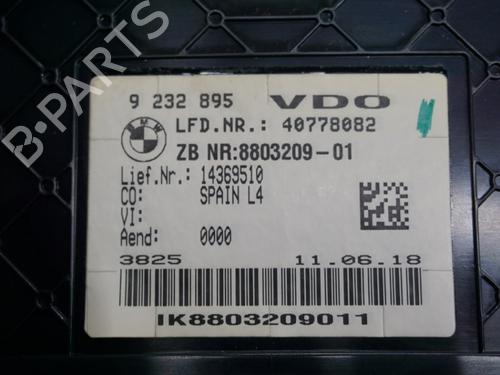 B-PARTS
9 232 895 VDO
BMW
LFD.NR.: 40778082
ZB NR:8803209-01
Lief.Nr.: 14369510
CO: SPAIN L4
VI:
Aend: 0000
3825 11.06.18
IK8803209011